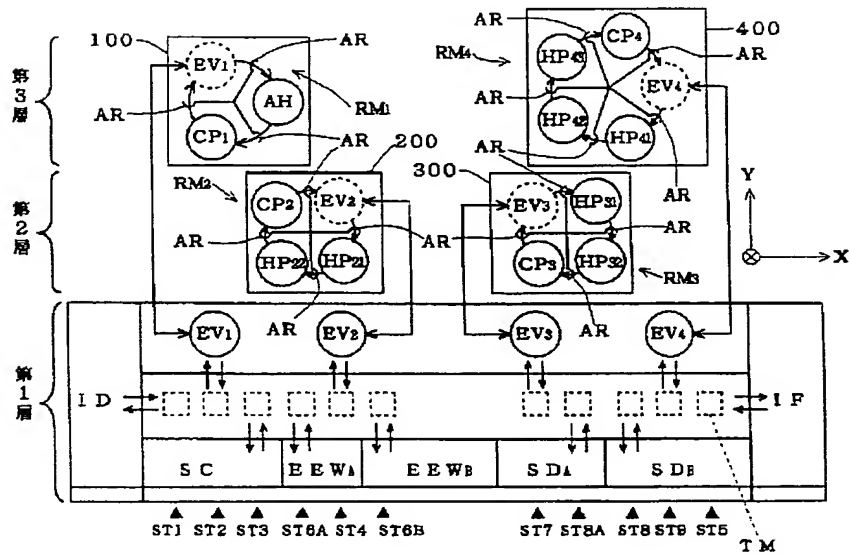 第3層
100
AR
EV1
AH
RM1
AR
CP1
AR
400
CP4
AR
RM4
HP43
EV4
AR
HP42
HP41
AR
AR
200
RM2
CP2
EV2
AR
HP22
HP21
AR
AR
300
EV3
HP31
AR
AR
CP3
HP32
RM3
AR
第2層
Y
X
第1層
EV1
EV2
EV3
EV4
ID
IF
SC
EEWA
EEWB
SDA
SDB
ST1
ST2
ST3
ST6A
ST4
ST6B
ST7
ST8A
ST8
ST9
ST5
TM